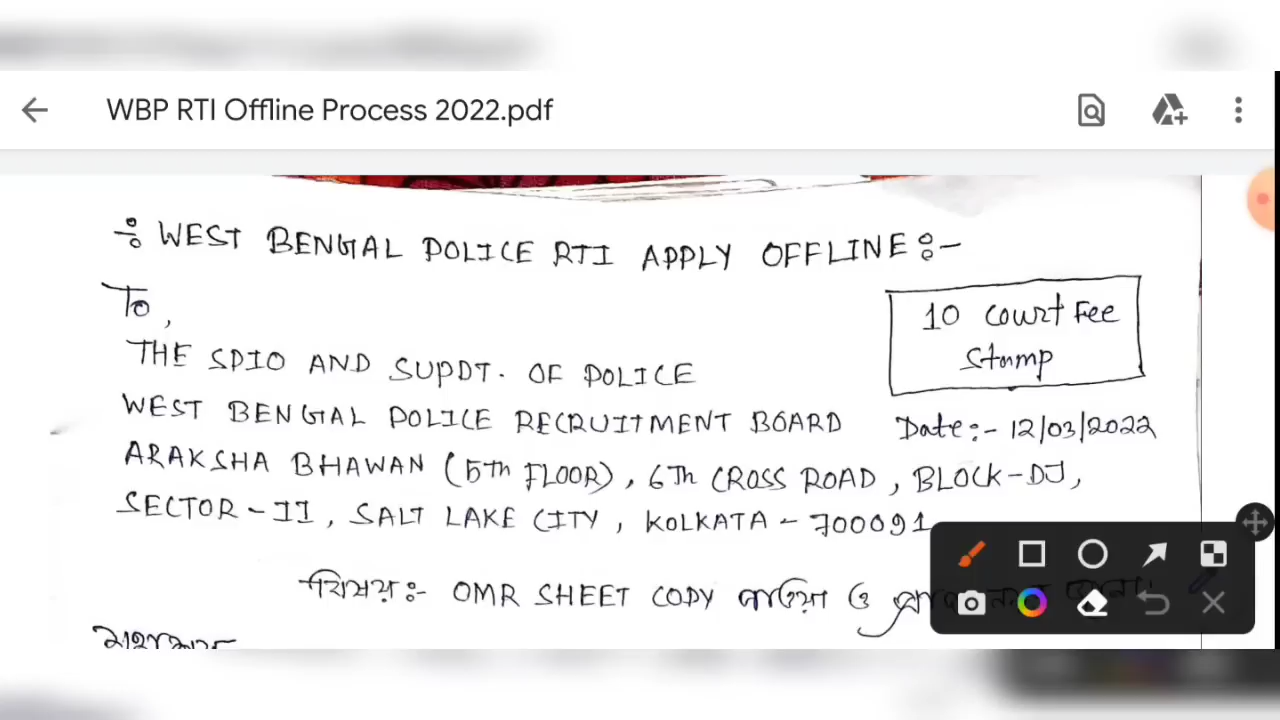 WBP RTI Offline Process 2022.pdf
ঃ WEST BENGAL POLICE RTI APPLY OFFLINE ঃ-
To,
10 Court Fee
Stamp
THE SPIO AND SUPDT. OF POLICE
WEST BENGAL POLICE RECRUITMENT BOARD
Date:- 12/03/2022
ARAKSHA BHAWAN (5th FLOOR), 6Th CROSS ROAD, BLOCK-DJ,
SECTOR-II, SALT LAKE CITY, KOLKATA - 700091
বিষয়ঃ- OMR SHEET COPY ও